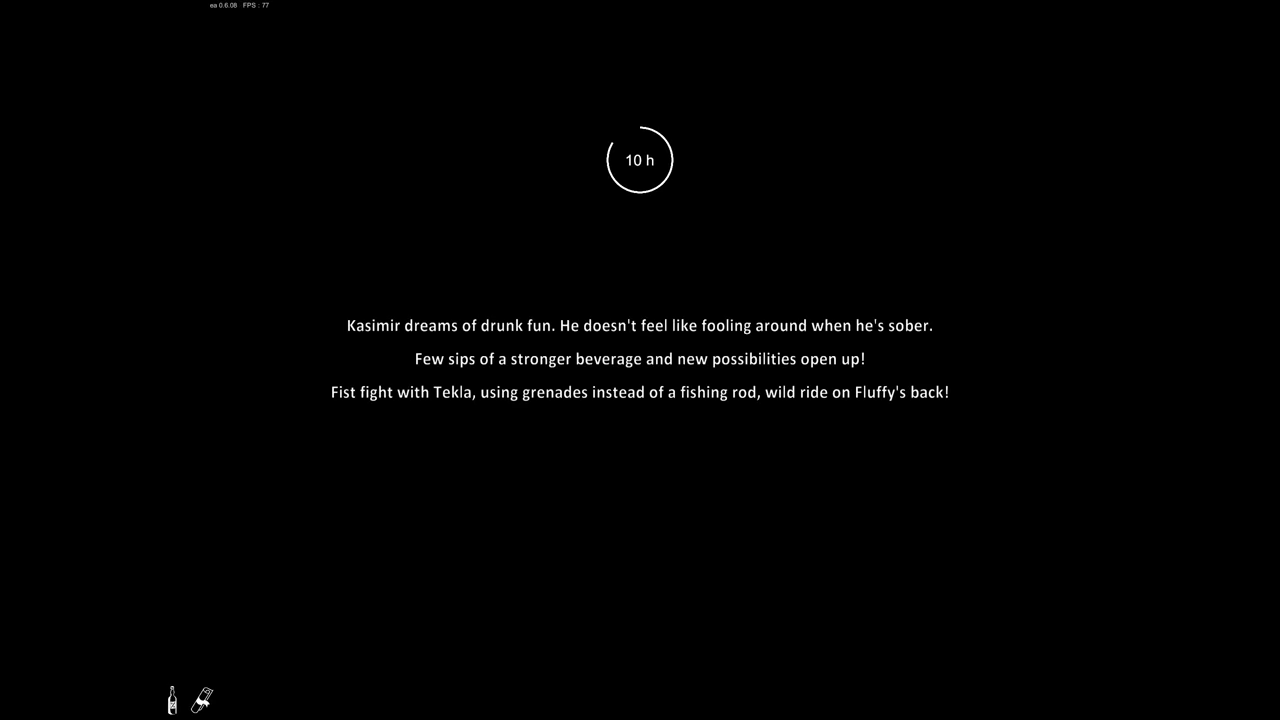 ea 0.6.08 FPS : 77
10 h
Kasimir dreams of drunk fun. He doesn't feel like fooling around when he's sober.
Few sips of a stronger beverage and new possibilities open up!
Fist fight with Tekla, using grenades instead of a fishing rod, wild ride on Fluffy's back!